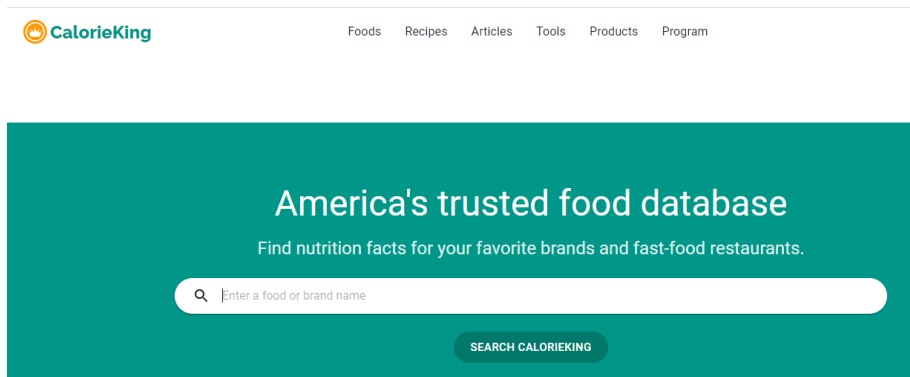 CalorieKing
Foods Recipes Articles Tools Products Program
America's trusted food database
Find nutrition facts for your favorite brands and fast-food restaurants.
Enter a food or brand name
SEARCH CALORIEKING